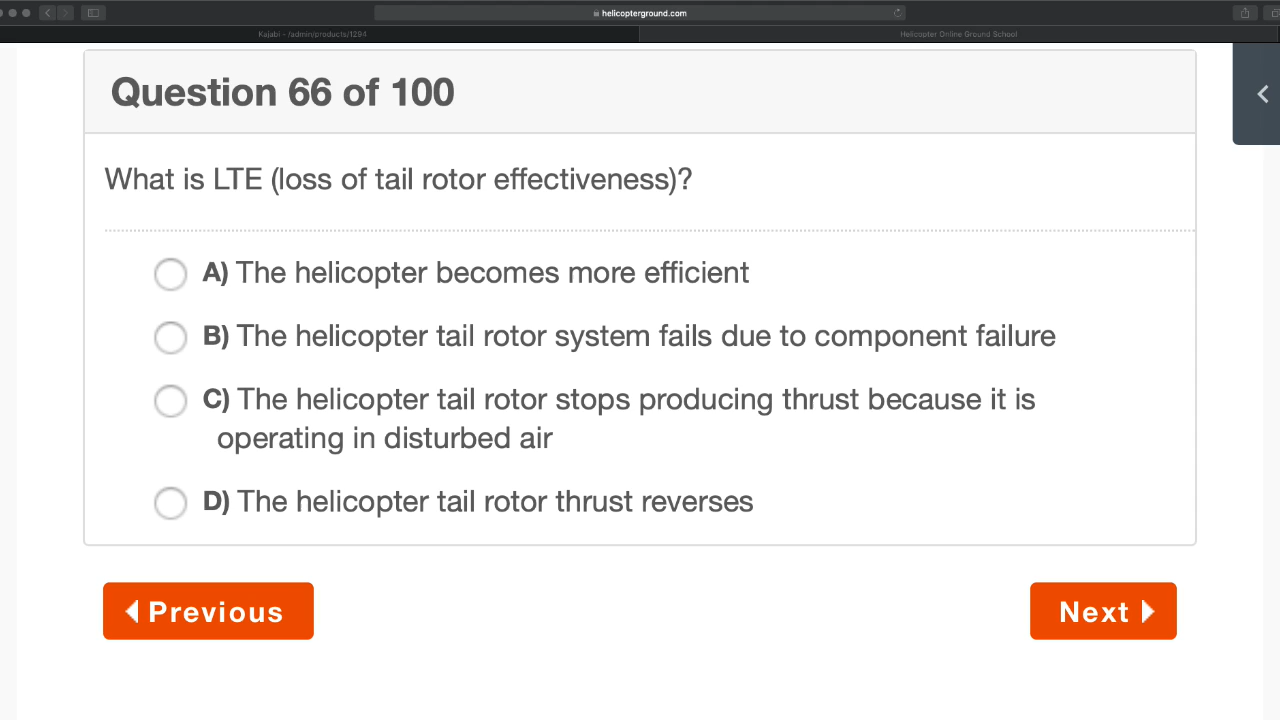 helicopterground.com
Kajabi - /admin/products/1294
Helicopter Online Ground School
Question 66 of 100
What is LTE (loss of tail rotor effectiveness)?
A) The helicopter becomes more efficient
B) The helicopter tail rotor system fails due to component failure
C) The helicopter tail rotor stops producing thrust because it is
operating in disturbed air
D) The helicopter tail rotor thrust reverses
Previous
Next